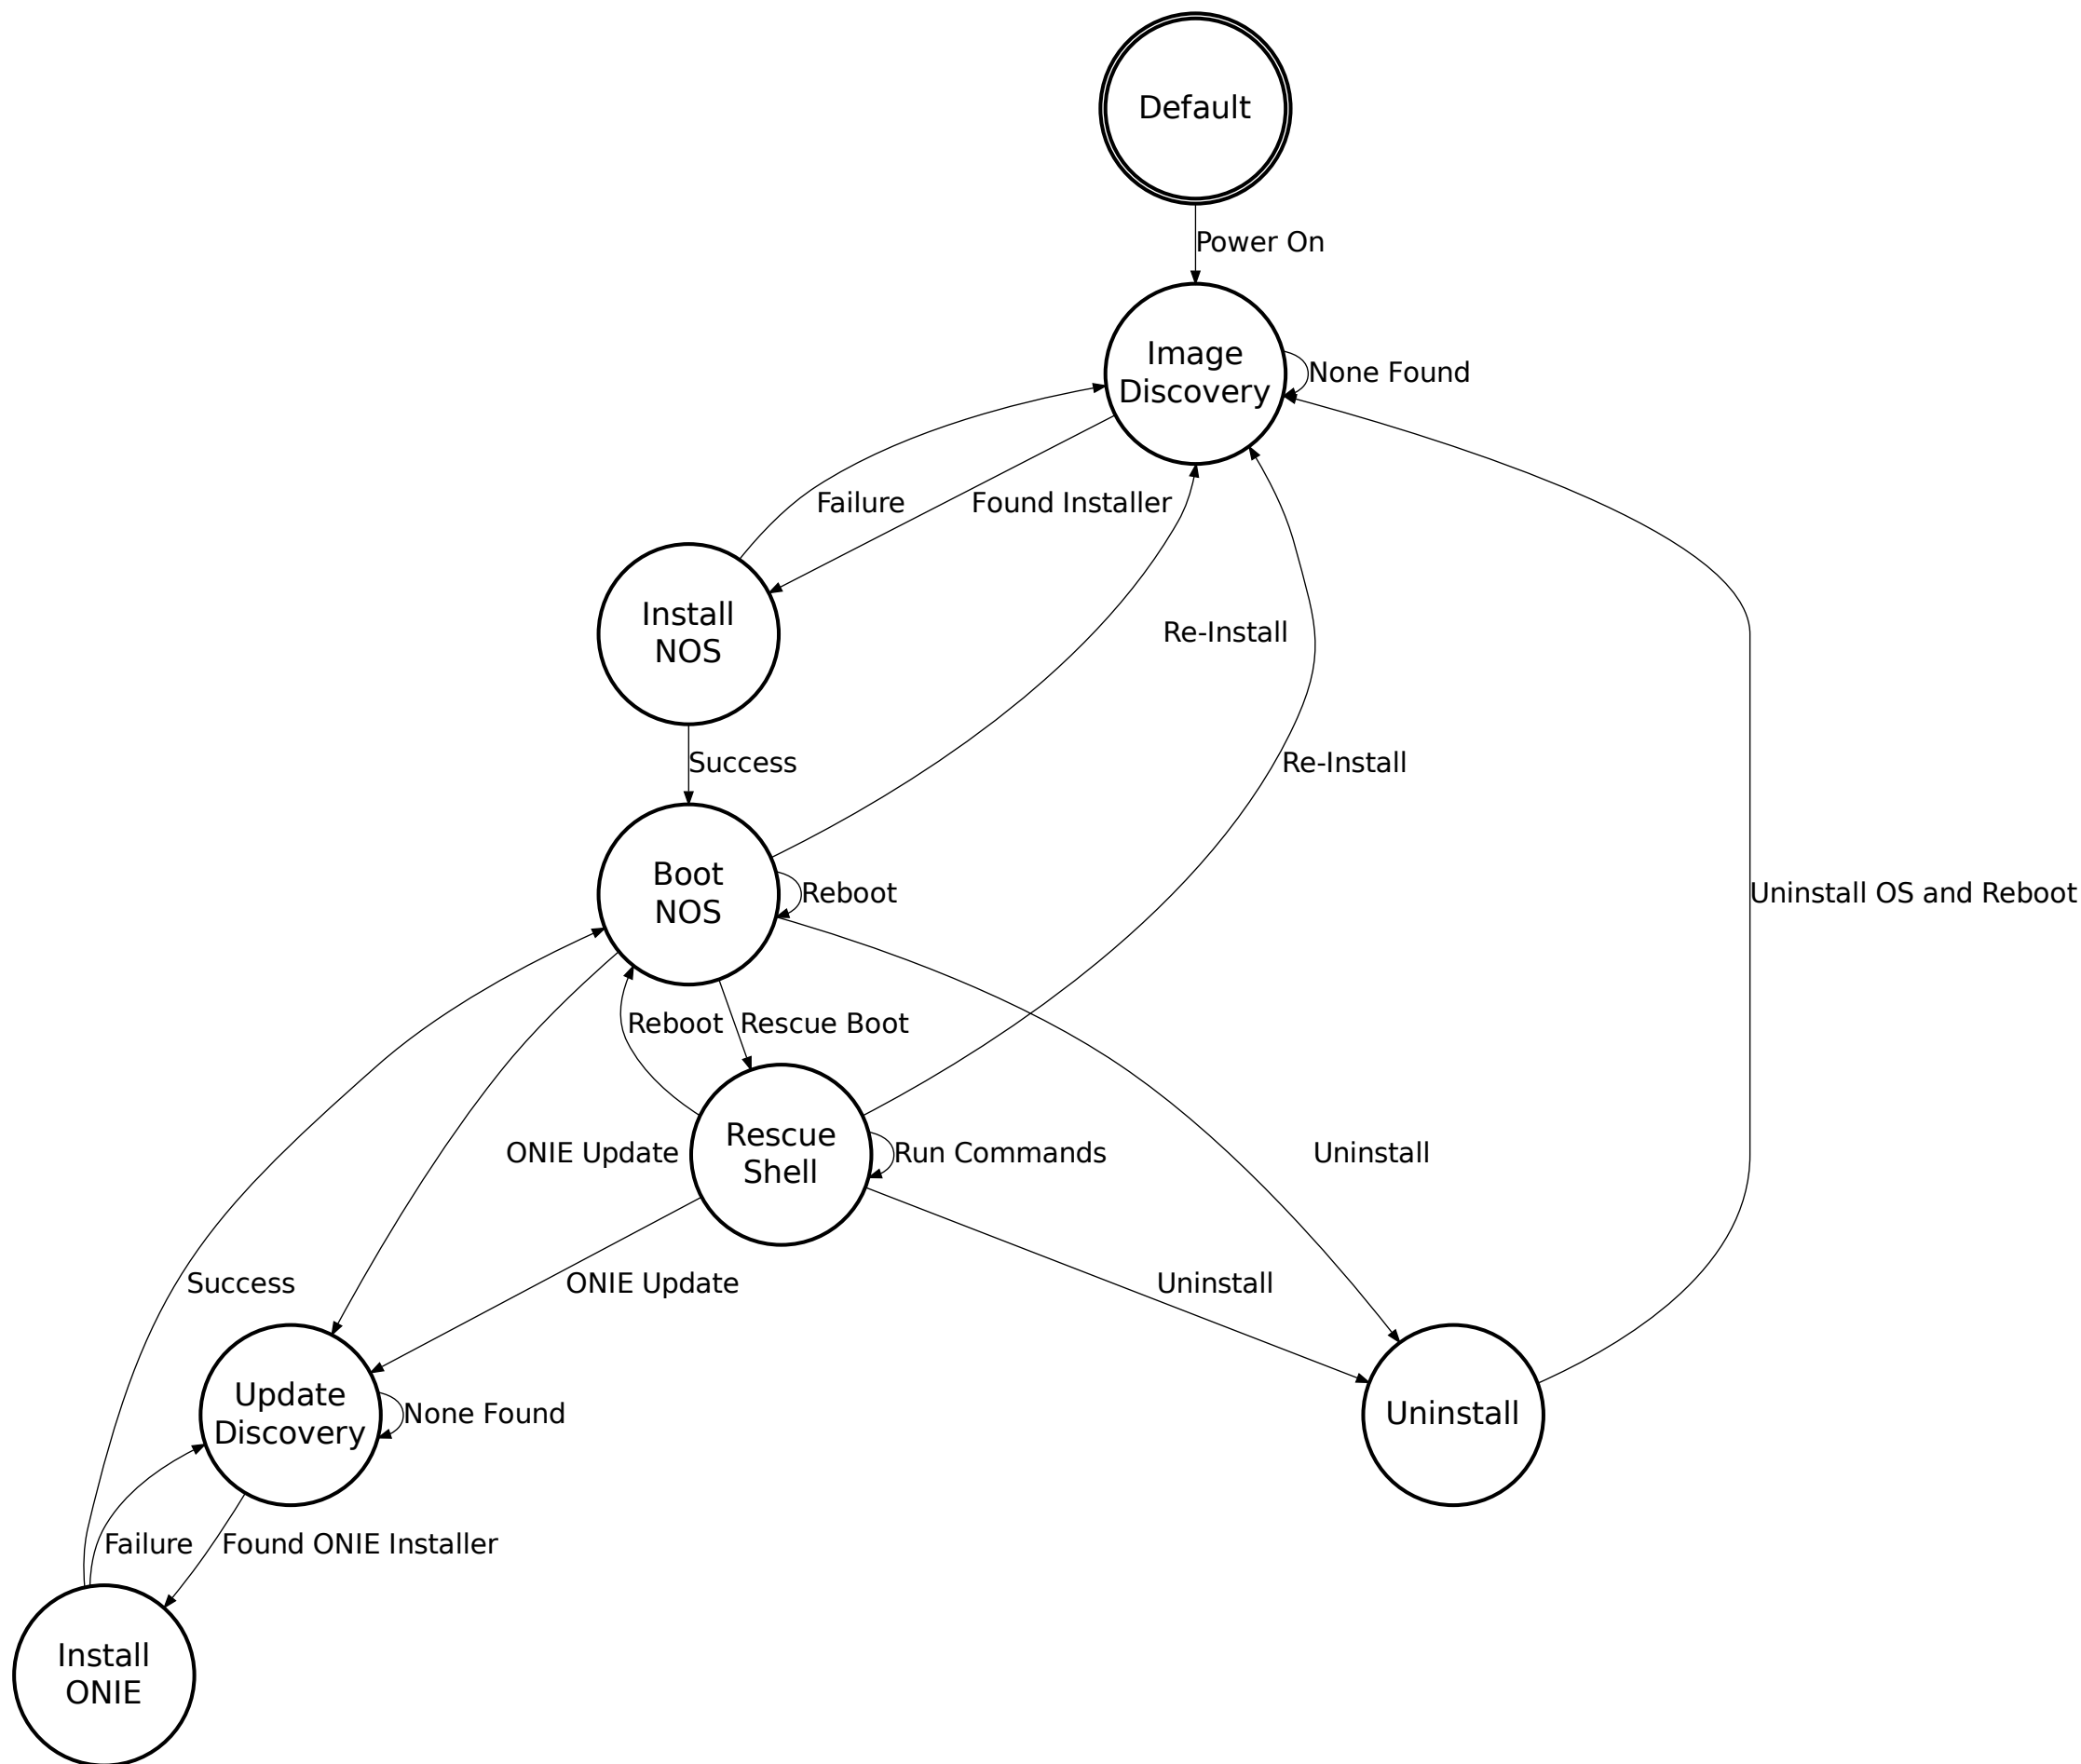 Default
Power On
Image
Discovery
None Found
Failure
Found Installer
Install
NOS
Re-Install
Success
Re-Install
Boot
NOS
Reboot
Uninstall OS and Reboot
Reboot
Rescue Boot
ONIE Update
Rescue
Shell
Run Commands
Uninstall
Success
ONIE Update
Uninstall
Update
Discovery
None Found
Uninstall
Failure
Found ONIE Installer
Install
ONIE